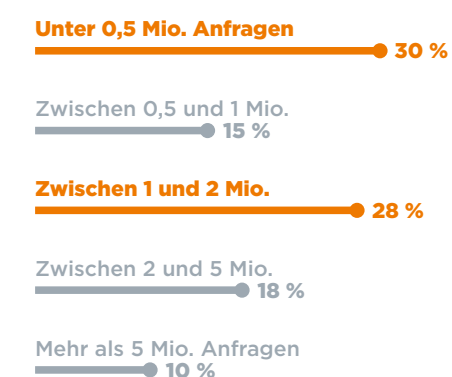 Unter 0,5 Mio. Anfragen
30 %
Zwischen 0,5 und 1 Mio.
15 %
Zwischen 1 und 2 Mio.
28 %
Zwischen 2 und 5 Mio.
18 %
Mehr als 5 Mio. Anfragen
10 %